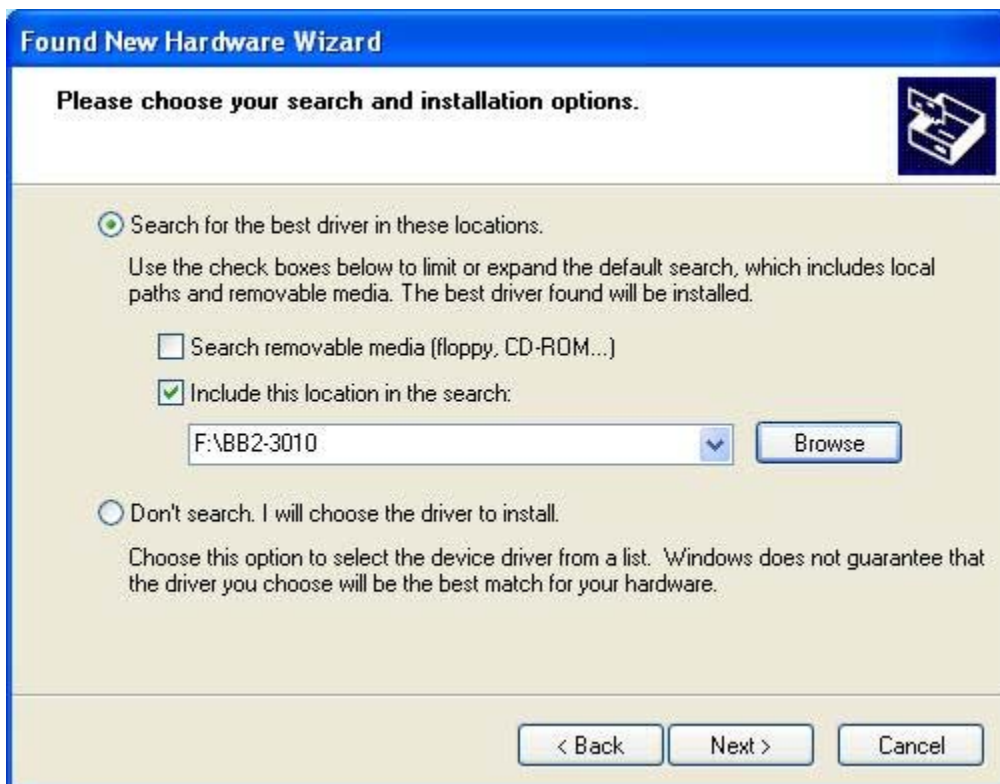 Found New Hardware Wizard
Please choose your search and installation options.
Search for the best driver in these locations.
Use the check boxes below to limit or expand the default search, which includes local
paths and removable media. The best driver found will be installed.
Search removable media (floppy, CD-ROM...)
Include this location in the search:
F:\BB2-3010
Browse
Don't search. I will choose the driver to install.
Choose this option to select the device driver from a list. Windows does not guarantee that
the driver you choose will be the best match for your hardware.
< Back Next > Cancel